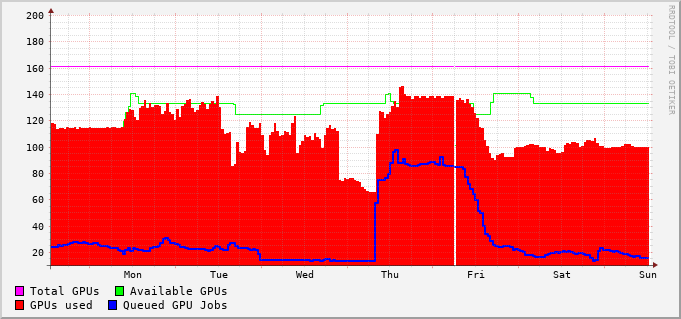 200
180
160
140
120
100
80
60
40
20
Mon Tue Wed Thu Fri Sat Sun
Total GPUs Available GPUs
GPUs used Queued GPU Jobs
RRDTOOL / TOBI OETIKER